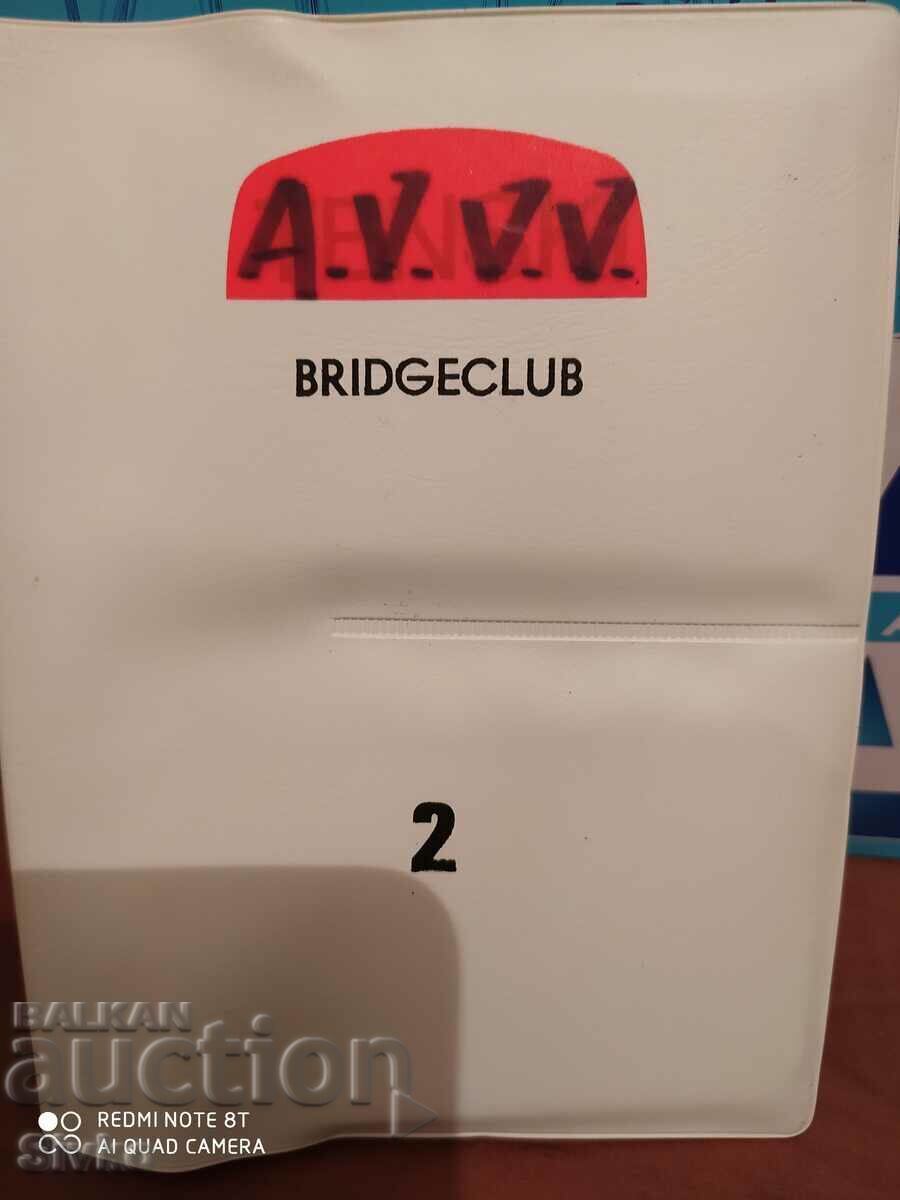 A.V.V.V.
BRIDGECLUB
2
BALKAN
auction
REDMI NOTE 8T
AI QUAD CAMERA